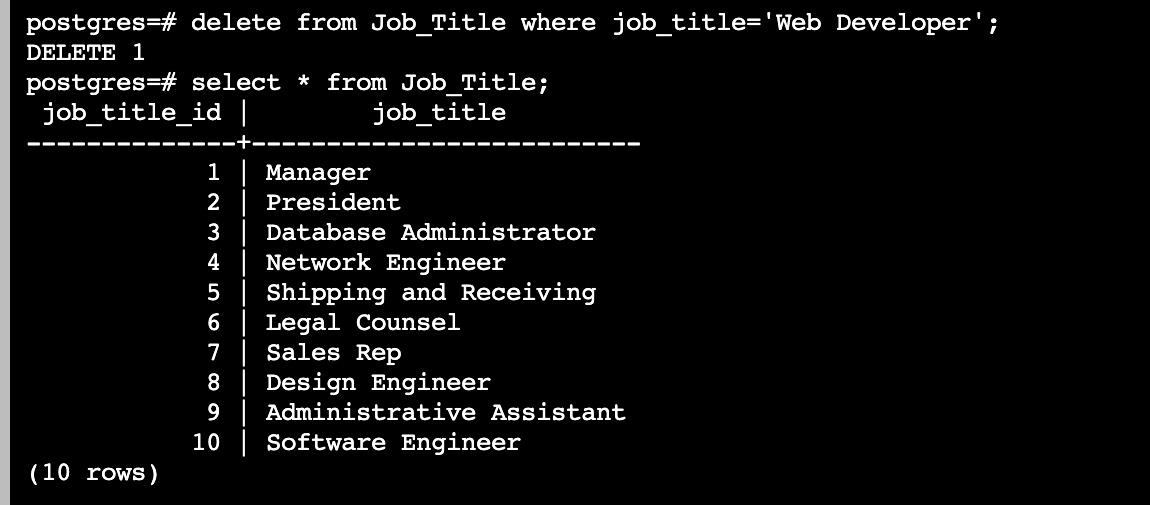 postgres=# delete from Job_Title where job_title='Web Developer';
DELETE 1
postgres=# select * from Job_Title;
 job_title_id |        job_title
--------------+--------------------------
            1 | Manager
            2 | President
            3 | Database Administrator
            4 | Network Engineer
            5 | Shipping and Receiving
            6 | Legal Counsel
            7 | Sales Rep
            8 | Design Engineer
            9 | Administrative Assistant
           10 | Software Engineer
(10 rows)